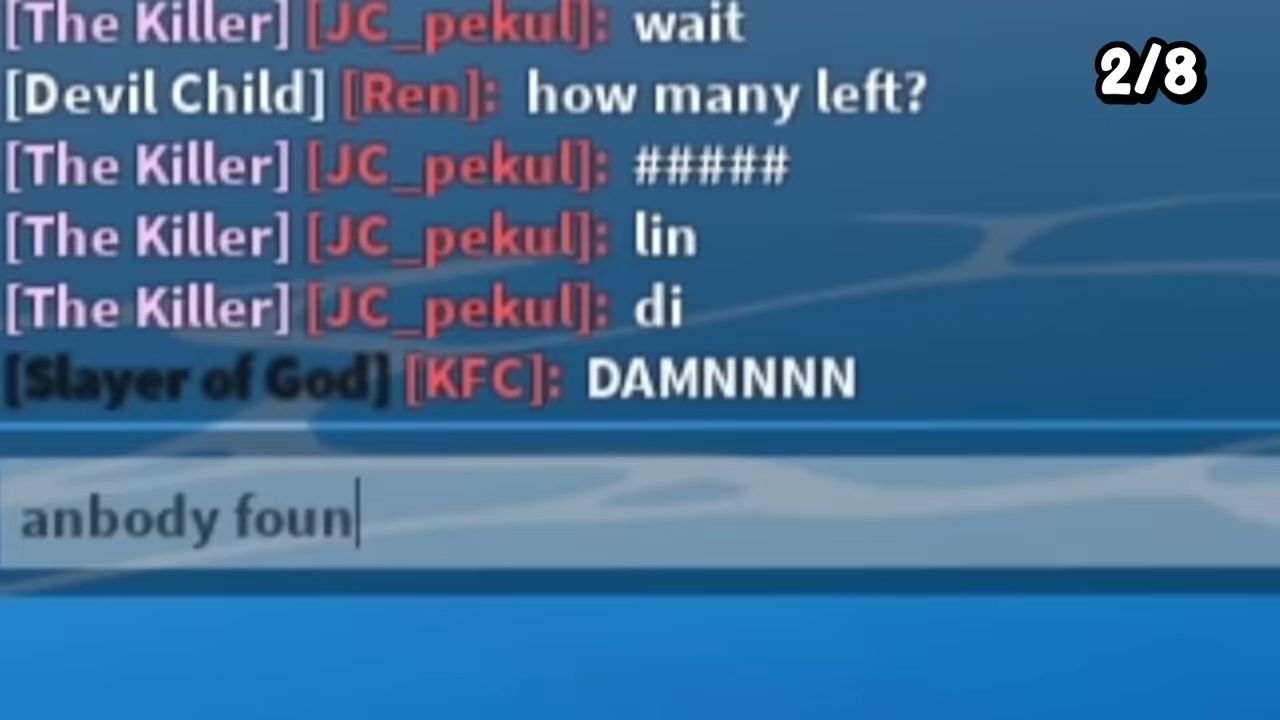 [The Killer] [JC_pekul]: wait
2/8
[Devil Child] [Ren]: how many left?
[The Killer] [JC_pekul]: #####
[The Killer] [JC_pekul]: lin
[The Killer] [JC_pekul]: di
[Slayer of God] [KFC]: DAMNNNN
anbody foun